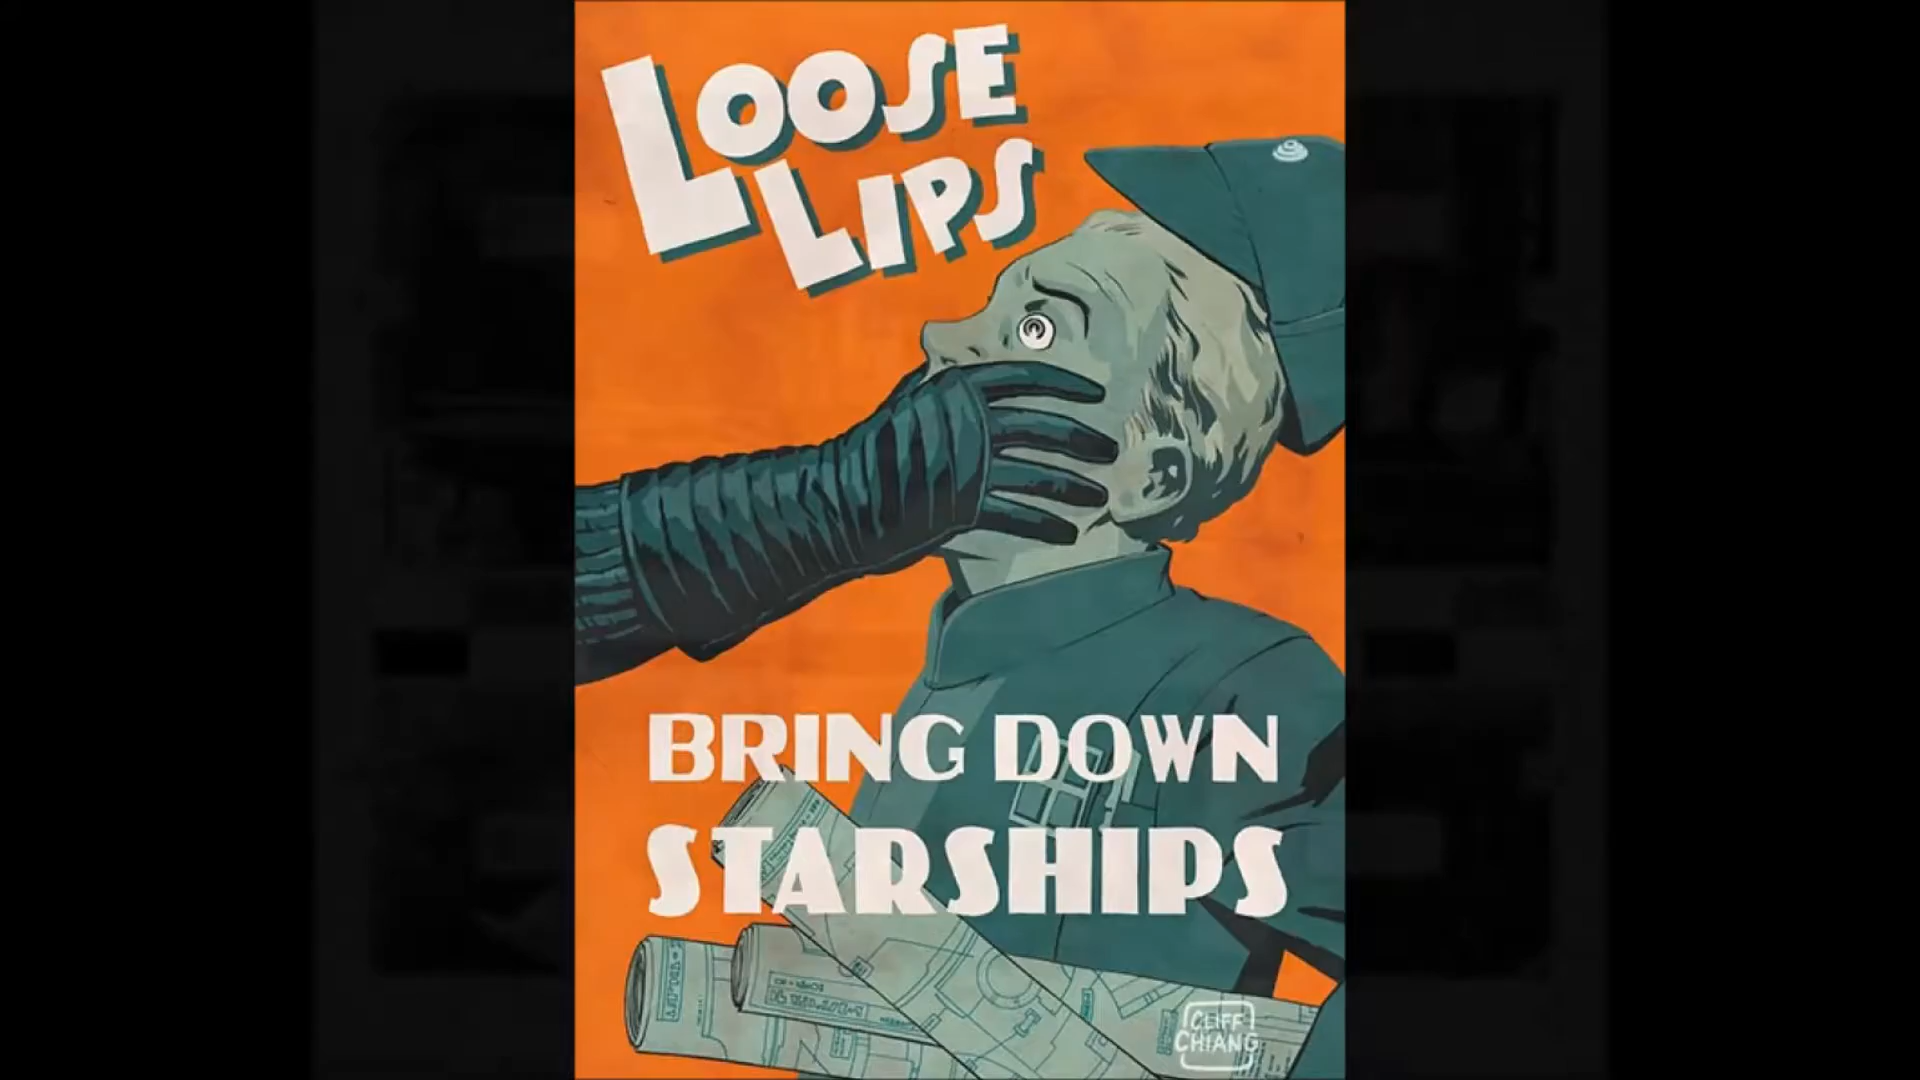 LOOSE
LIPS
BRING DOWN
STARSHIPS
CLIFF
CHIANG